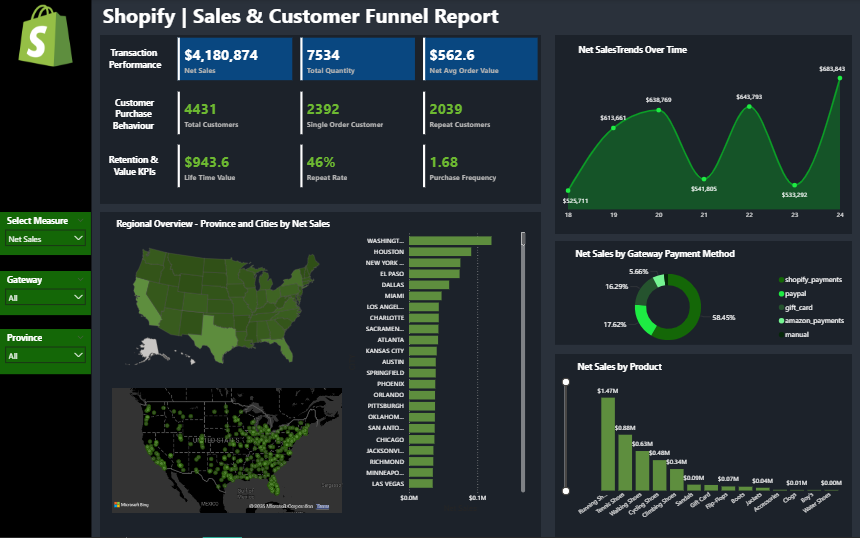 Shopify | Sales & Customer Funnel Report
Transaction
Performance
$4,180,874
Net Sales
7534
Total Quantity
$562.6
Net Avg Order Value
Customer
Purchase
Behaviour
4431
Total Customers
2392
Single Order Customer
2039
Repeat Customers
Retention &
Value KPIs
$943.6
Life Time Value
46%
Repeat Rate
1.68
Purchase Frequency
Select Measure
Net Sales
Gateway
All
Province
All
Regional Overview - Province and Cities by Net Sales
WASHINGT...
HOUSTON
NEW YORK ...
EL PASO
DALLAS
MIAMI
LOS ANGEL...
CHARLOTTE
SACRAMEN...
ATLANTA
KANSAS CITY
AUSTIN
SPRINGFIELD
PHOENIX
ORLANDO
PITTSBURGH
OKLAHOM...
SAN ANTO...
CHICAGO
JACKSONVI...
RICHMOND
MINNEAPO...
LAS VEGAS
$0.0M
$0.1M
UNITED STATES
MEXICO
Microsoft Bing
Microsoft Corporation
Terms
Net SalesTrends Over Time
$525,711
$613,661
$638,769
$541,805
$643,793
$533,292
$683,843
18 19 20 21 22 23 24
Net Sales by Gateway Payment Method
5.66%
16.29%
17.62%
58.45%
shopify_payments
paypal
gift_card
amazon_payments
manual
Net Sales by Product
$1.47M
$0.88M
$0.63M
$0.48M
$0.34M
$0.09M
$0.07M
$0.04M
$0.01M
$0.00M
Running Sh...
Tennis Shoes
Walking Shoes
Cycling Shoes
Climbing Shoes
Sandals
Gift Card
Flip-Flops
Boots
Jackets
Accessories
Clogs
Boy's
Water Shoes